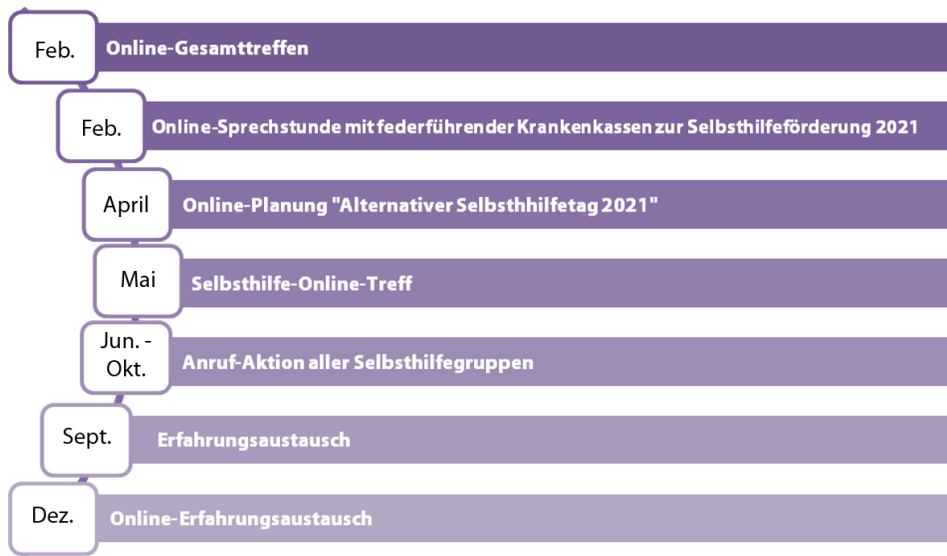 Feb.
Online-Gesamttreffen
Feb.
Online-Sprechstunde mit federführender Krankenkassen zur Selbsthilfeförderung 2021
April
Online-Planung "Alternativer Selbsthhilfetag 2021"
Mai
Selbsthilfe-Online-Treff
Jun. -
Okt.
Anruf-Aktion aller Selbsthilfegruppen
Sept.
Erfahrungsaustausch
Dez.
Online-Erfahrungsaustausch